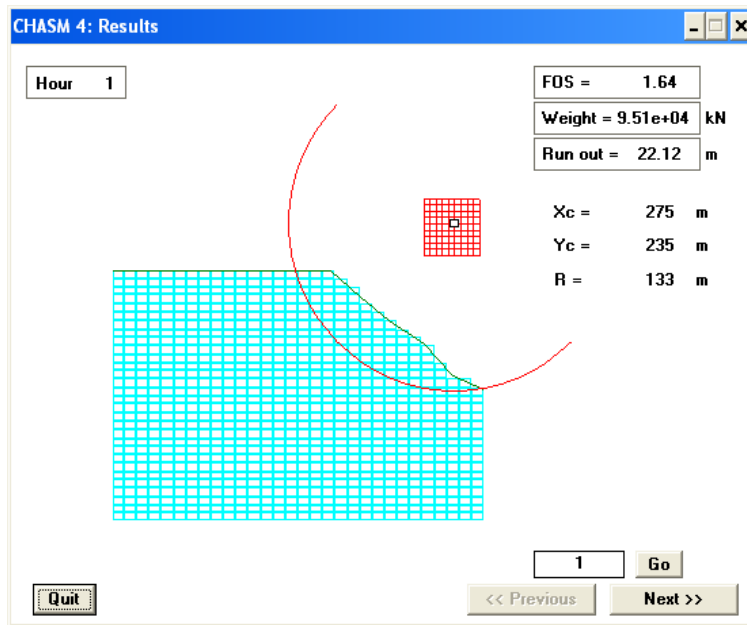 CHASM 4: Results
Hour 1
FOS = 1.64
Weight = 9.51e+04 kN
Run out = 22.12 m
Xc = 275 m
Yc = 235 m
R = 133 m
1 Go
Quit << Previous Next >>